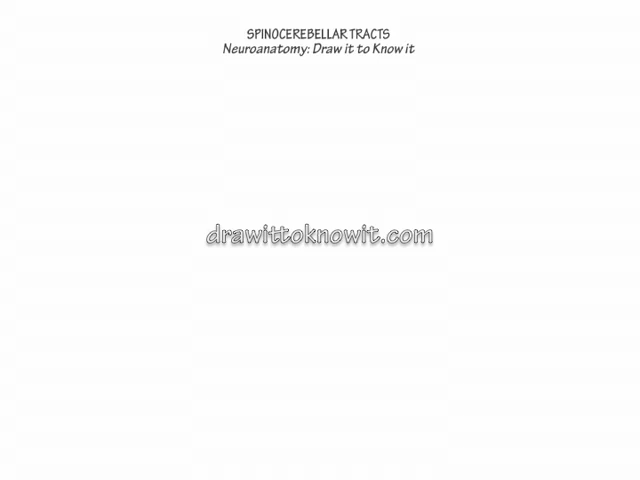 SPINOCEREBELLAR TRACTS
Neuroanatomy: Draw it to Know it
drawittoknowit.com